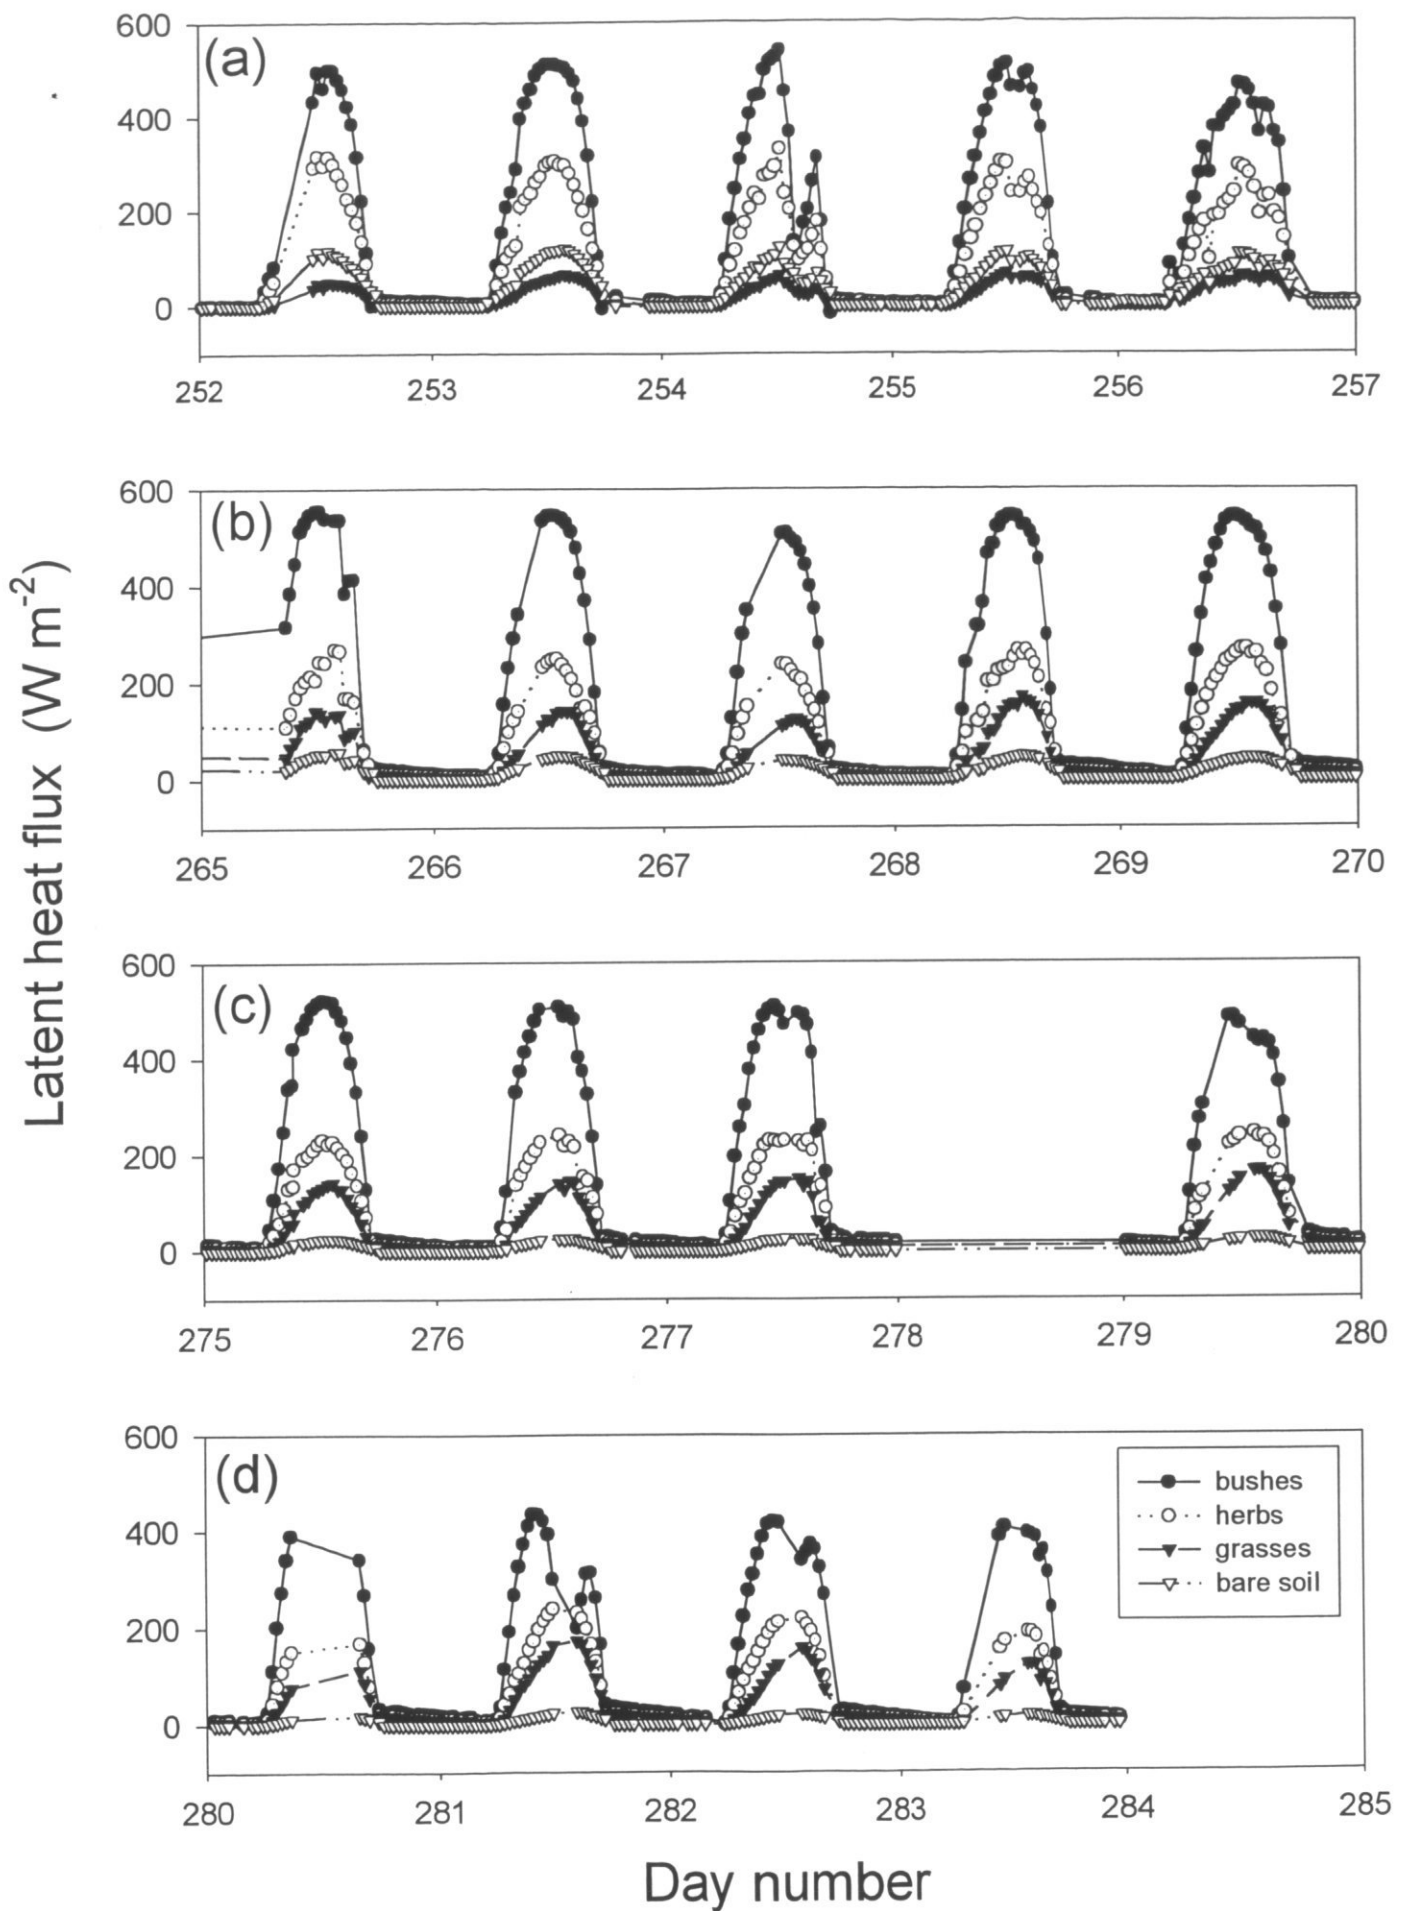 600
(a)
400
200
0
252 253 254 255 256 257
600
(b)
400
200
0
265 266 267 268 269 270
Latent heat flux (W m-2)
600
(c)
400
200
0
275 276 277 278 279 280
600
(d)
bushes
herbs
grasses
bare soil
400
200
0
280 281 282 283 284 285
Day number